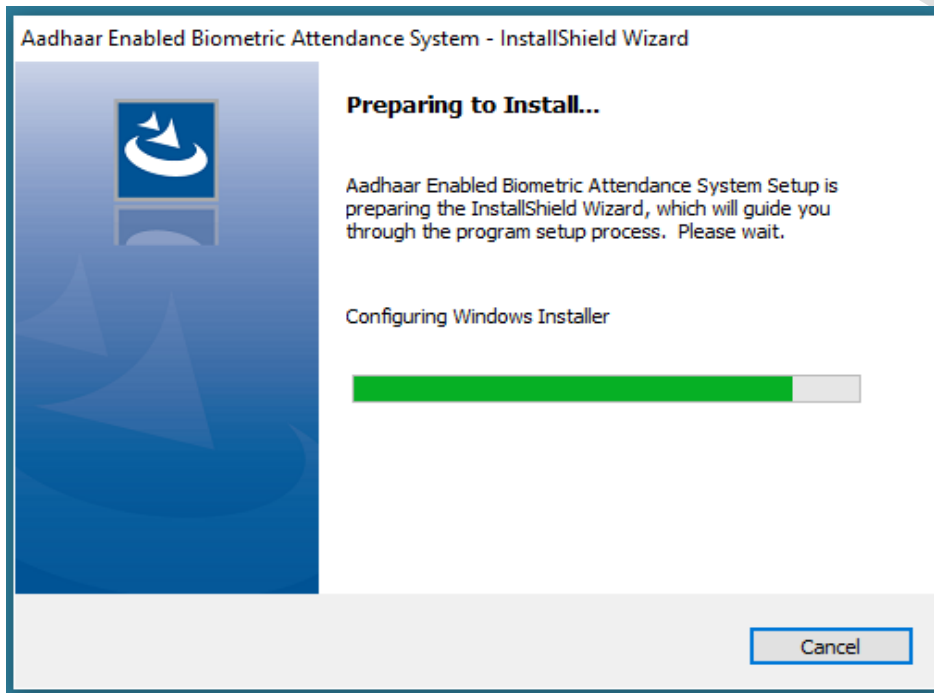 Aadhaar Enabled Biometric Attendance System - InstallShield Wizard
Preparing to Install...
Aadhaar Enabled Biometric Attendance System Setup is
preparing the InstallShield Wizard, which will guide you
through the program setup process.  Please wait.
Configuring Windows Installer
Cancel